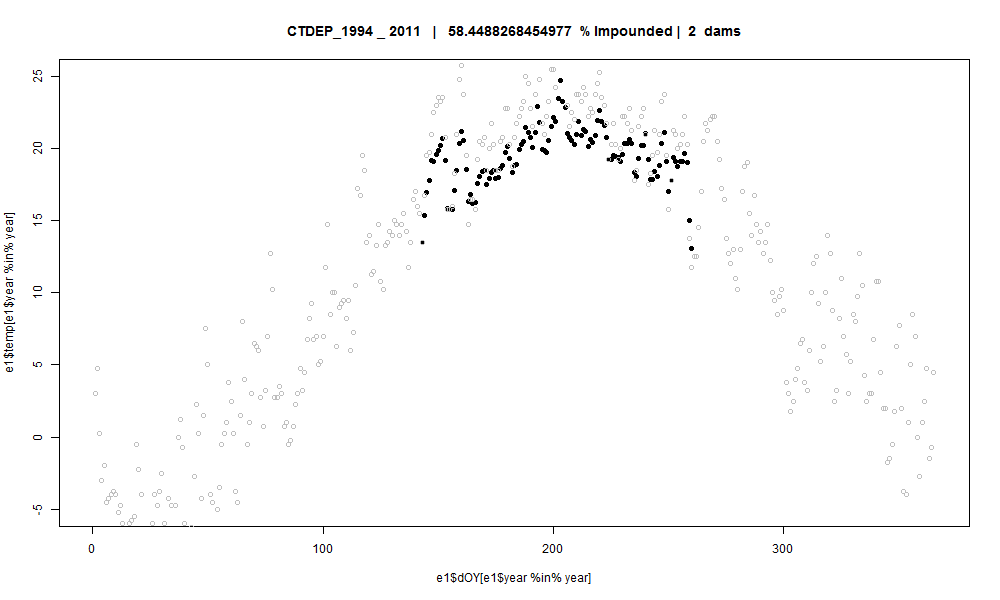 CTDEP_1994 _ 2011 | 58.4488268454977 % Impounded | 2 dams
e1$temp[e1$year %in% year]
25
20
15
10
5
0
-5
0 100 200 300
e1$dOY[e1$year %in% year]